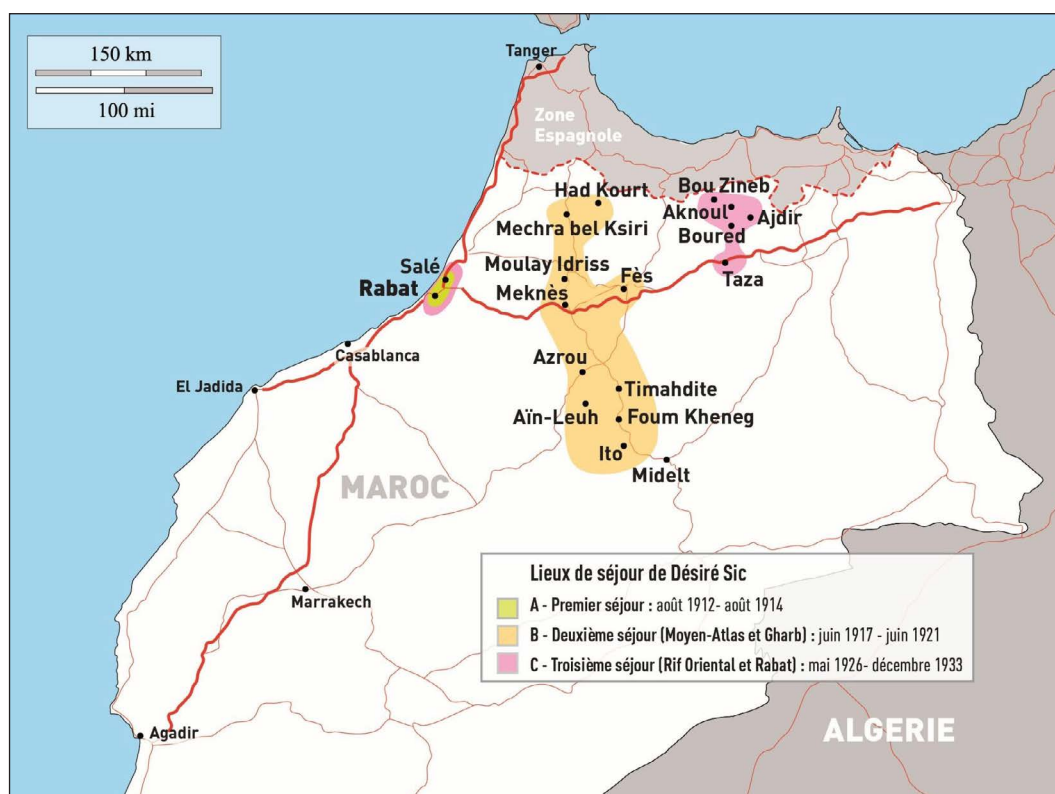 150 km
100 mi
Tanger
Zone
Espagnole
Had Kourt
Bou Zineb
Mechra bel Ksiri
Aknoul
Ajdir
Boured
Salé
Moulay Idriss
Fès
Rabat
Meknès
Taza
Casablanca
Azrou
El Jadida
Timahdite
Aïn-Leuh
Foum Kheneg
Ito
Midelt
MAROC
Marrakech
Agadir
ALGERIE
Lieux de séjour de Désiré Sic
A - Premier séjour : août 1912- août 1914
B - Deuxième séjour (Moyen-Atlas et Gharb) : juin 1917 - juin 1921
C - Troisième séjour (Rif Oriental et Rabat) : mai 1926- décembre 1933